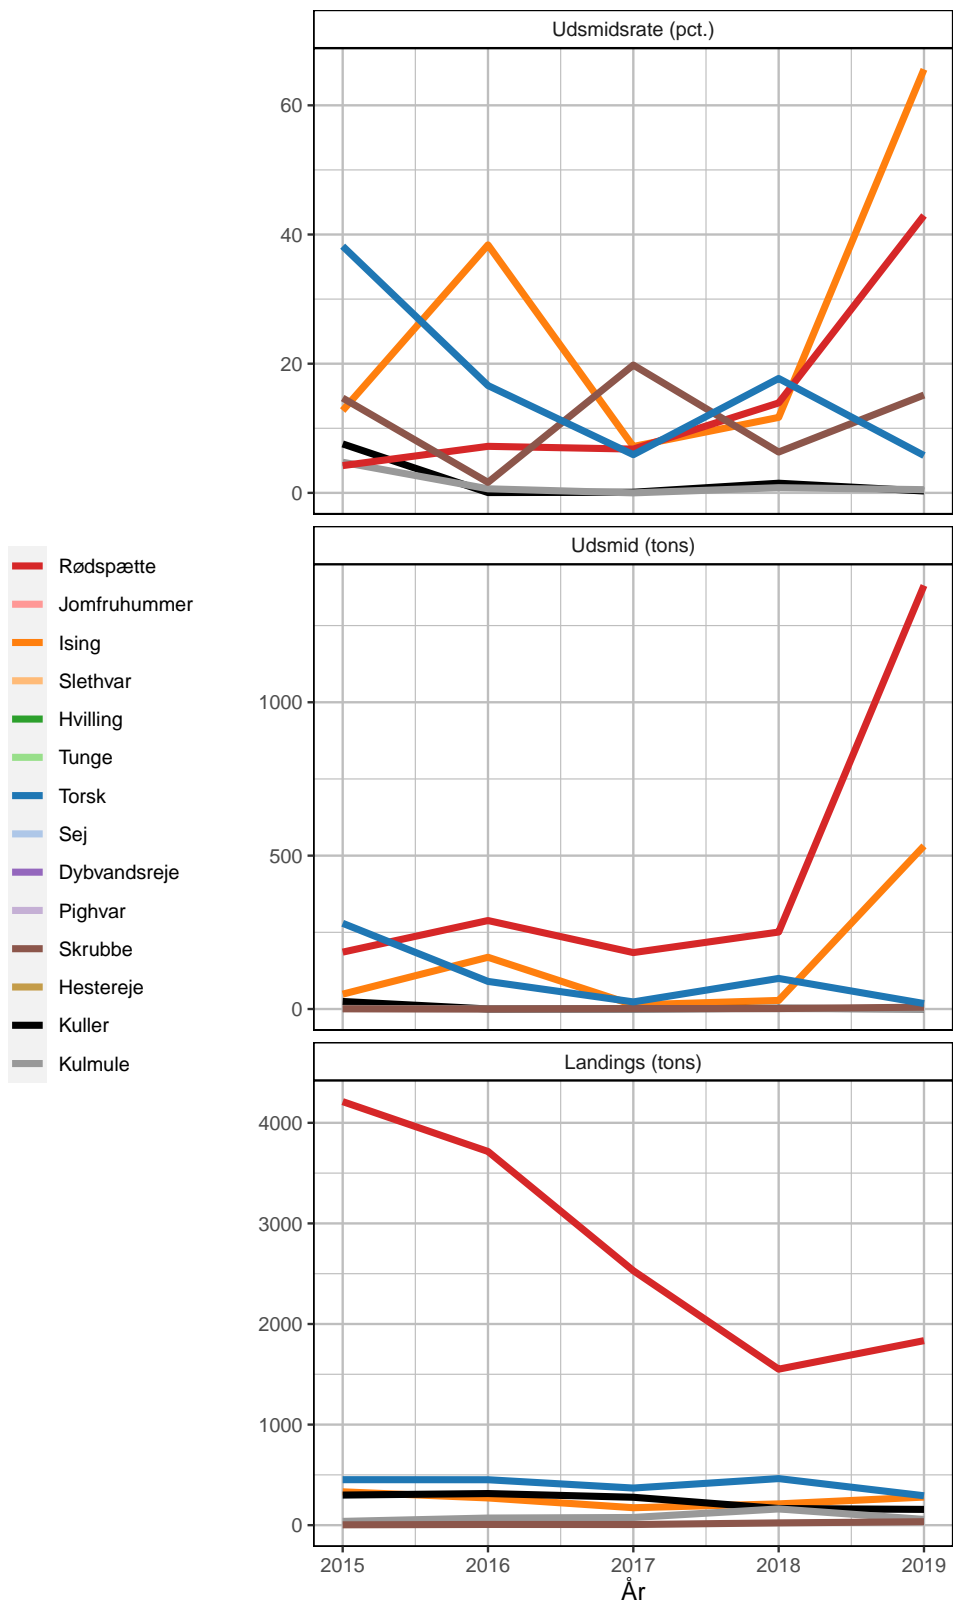 Udsmidsrate (pct.)
60
40
20
0
Udsmid (tons)
1000
500
0
Landings (tons)
4000
3000
2000
1000
0
2015
2016
2017
2018
2019
År
Rødspætte
Jomfruhummer
Ising
Slethvar
Hvilling
Tunge
Torsk
Sej
Dybvandsreje
Pighvar
Skrubbe
Hestereje
Kuller
Kulmule